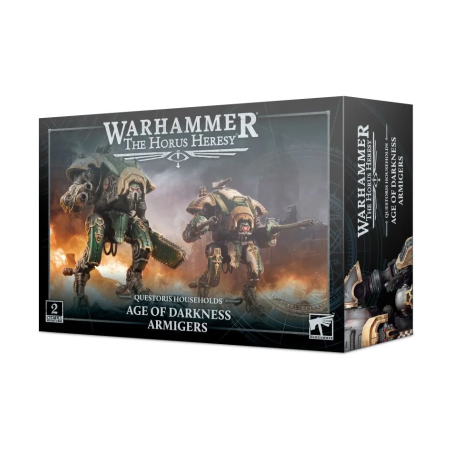 WARHAMMER
THE HORUS HERESY
QUESTORIS HOUSEHOLDS
AGE OF DARKNESS
ARMIGERS
2
WARHAMMER
THE HORUS HERESY
QUESTORIS HOUSEHOLDS
AGE OF DARKNESS
ARMIGERS